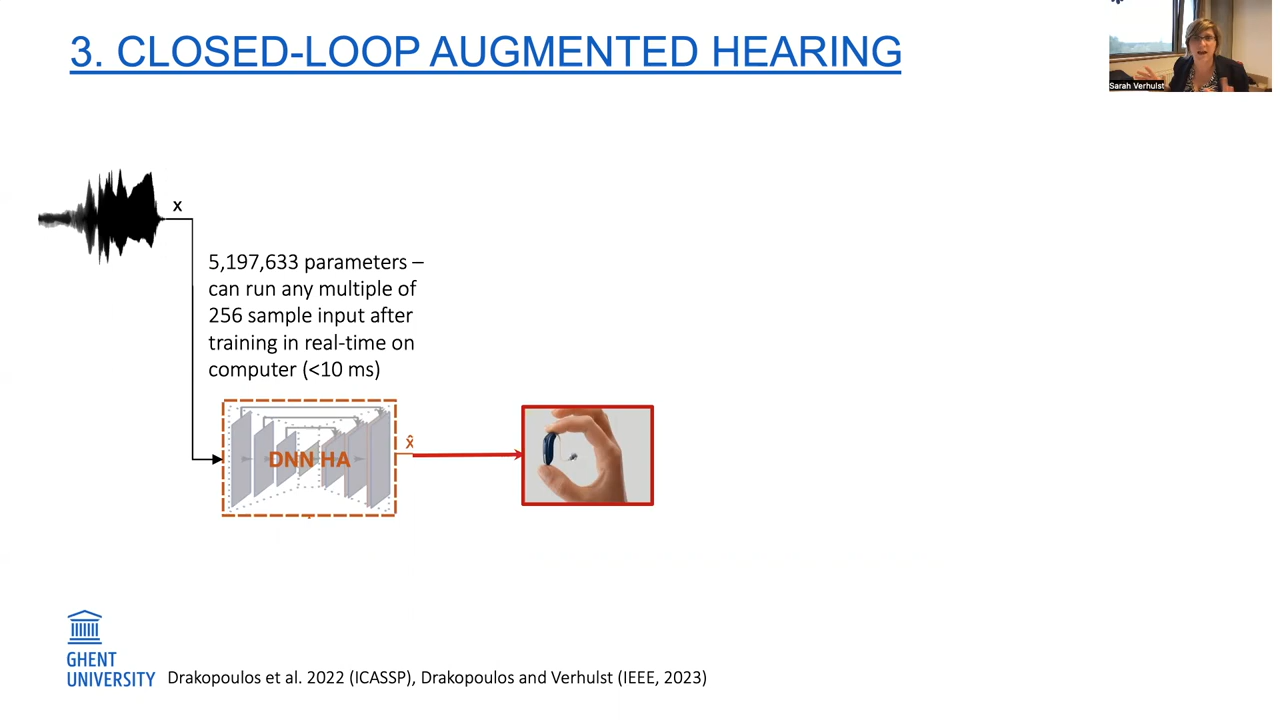 3. CLOSED-LOOP AUGMENTED HEARING
Sarah Verhulst
x
5,197,633 parameters –
can run any multiple of
256 sample input after
training in real-time on
computer (<10 ms)
DNN HA
x̂
GHENT
UNIVERSITY
Drakopoulos et al. 2022 (ICASSP), Drakopoulos and Verhulst (IEEE, 2023)